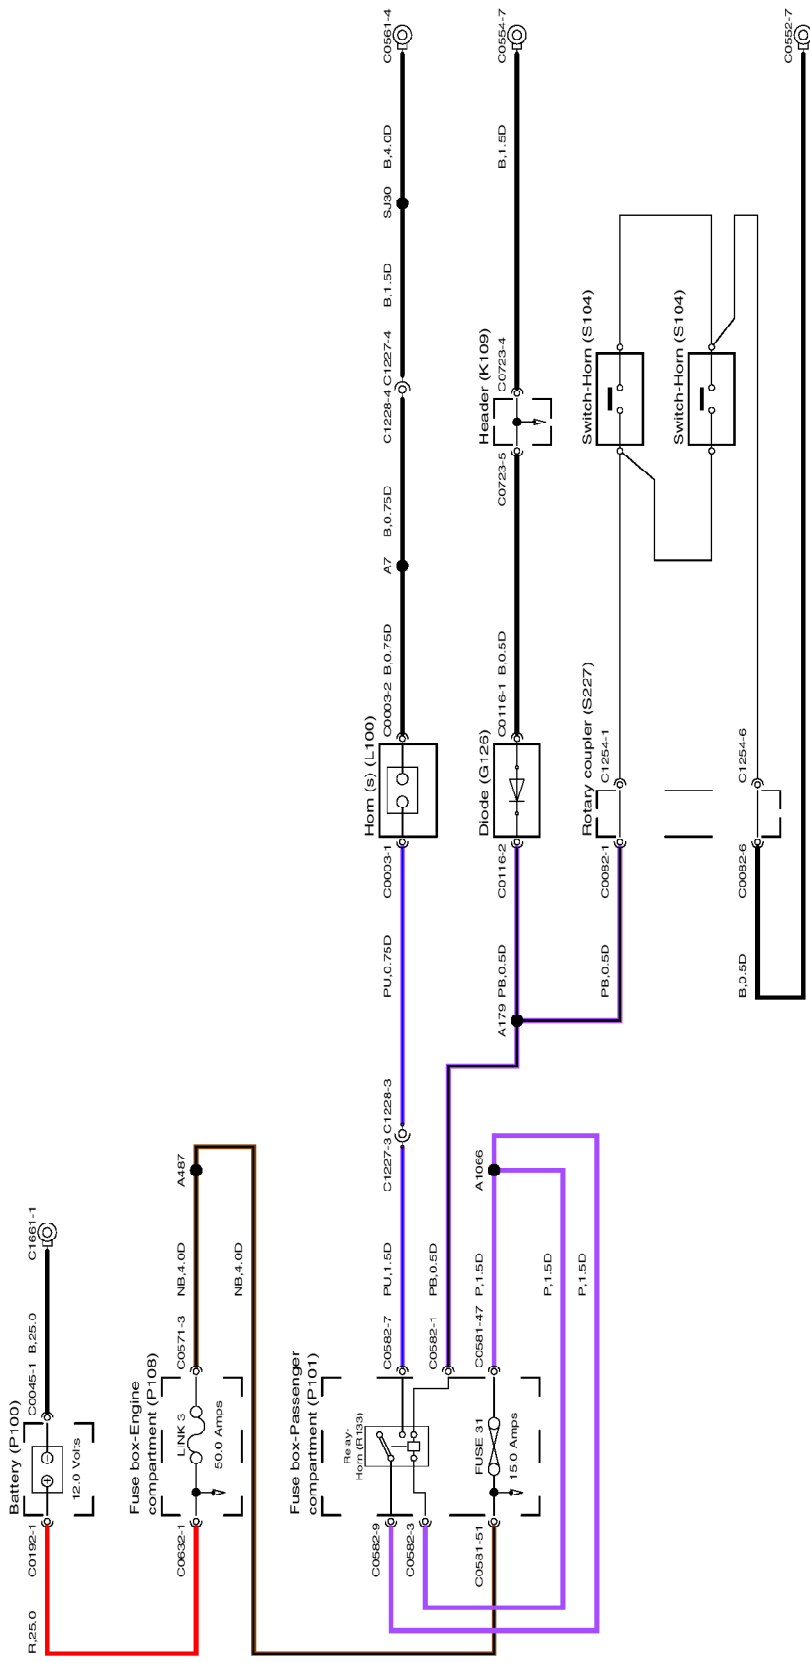 Battery (P100)
12.0 Volts
C0192-1
C0045-1
R,25.0
B,25.0
C1661-1
Fuse box-Engine
compartment (P108)
LINK 3
50.0 Amps
C0632-1
C0571-3
NB,4.0D
A487
NB,4.0D
Fuse box-Passenger
compartment (P101)
Relay-
Horn (R133)
FUSE 31
15.0 Amps
C0582-9
C0582-3
C0581-51
C0582-7
C0582-1
C0581-47
PU,1.5D
PB,0.5D
P,1.5D
A1066
P,1.5D
P,1.5D
C1227-3
C1228-3
PU,0.75D
C0003-1
Horn (s) (L100)
C0003-2
B,0.75D
A7
B,0.75D
C1228-4
C1227-4
B,1.5D
SJ30
B,4.0D
C0561-4
A179
PB,0.5D
C0116-2
Diode (G126)
C0116-1
B,0.5D
C0723-5
Header (K109)
C0723-4
B,1.5D
C0554-7
PB,0.5D
C0082-1
Rotary coupler (S227)
C1254-1
Switch-Horn (S104)
Switch-Horn (S104)
B,0.5D
C0082-6
C1254-6
C0552-7